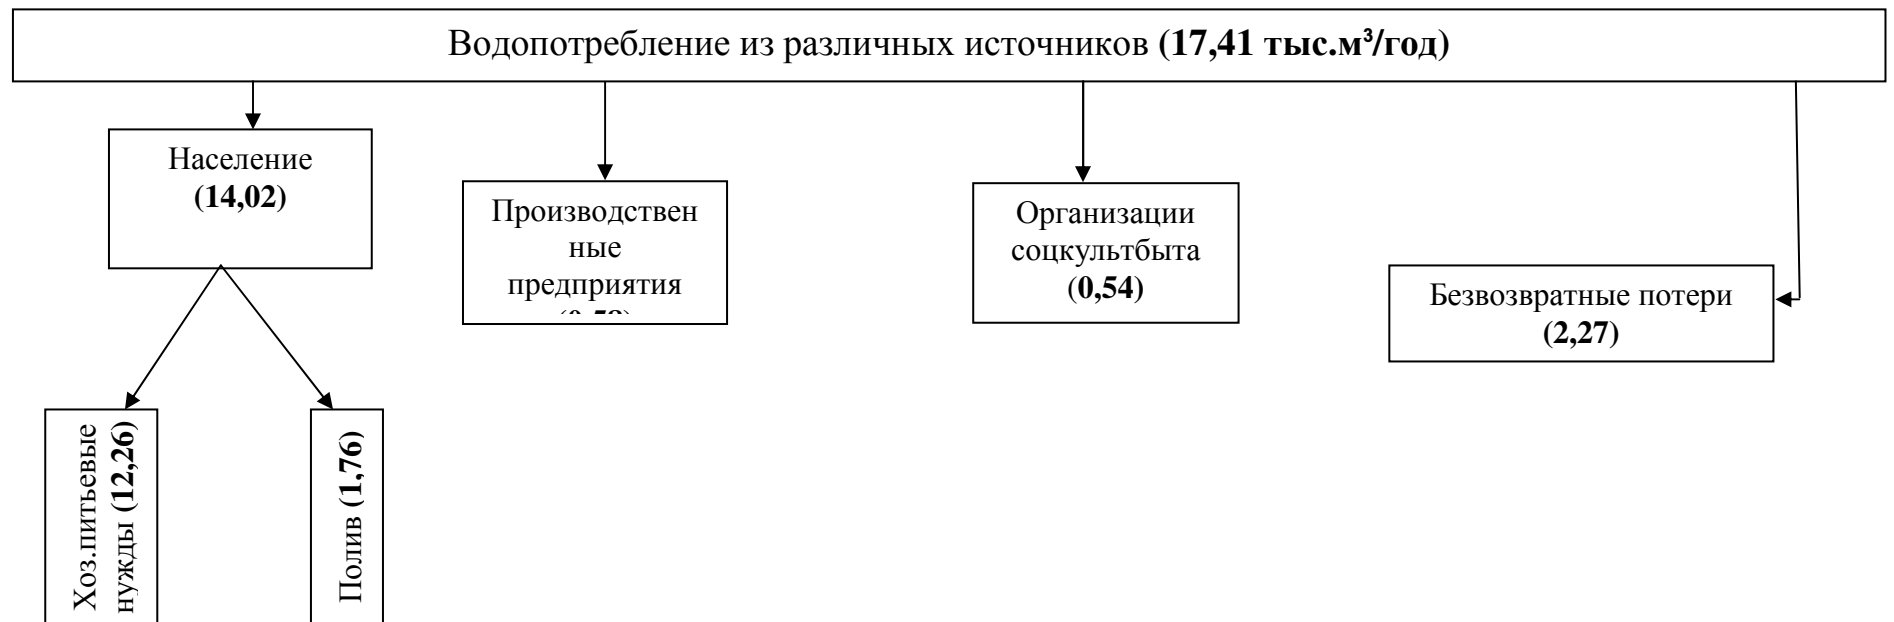 Водопотребление из различных источников (17,41 тыс.м³/год)
Население
(14,02)
Производствен
ные
предприятия
Организации
соцкультбыта
(0,54)
Безвозвратные потери
(2,27)
Хоз.питьевые
нужды (12,26)
Полив (1,76)